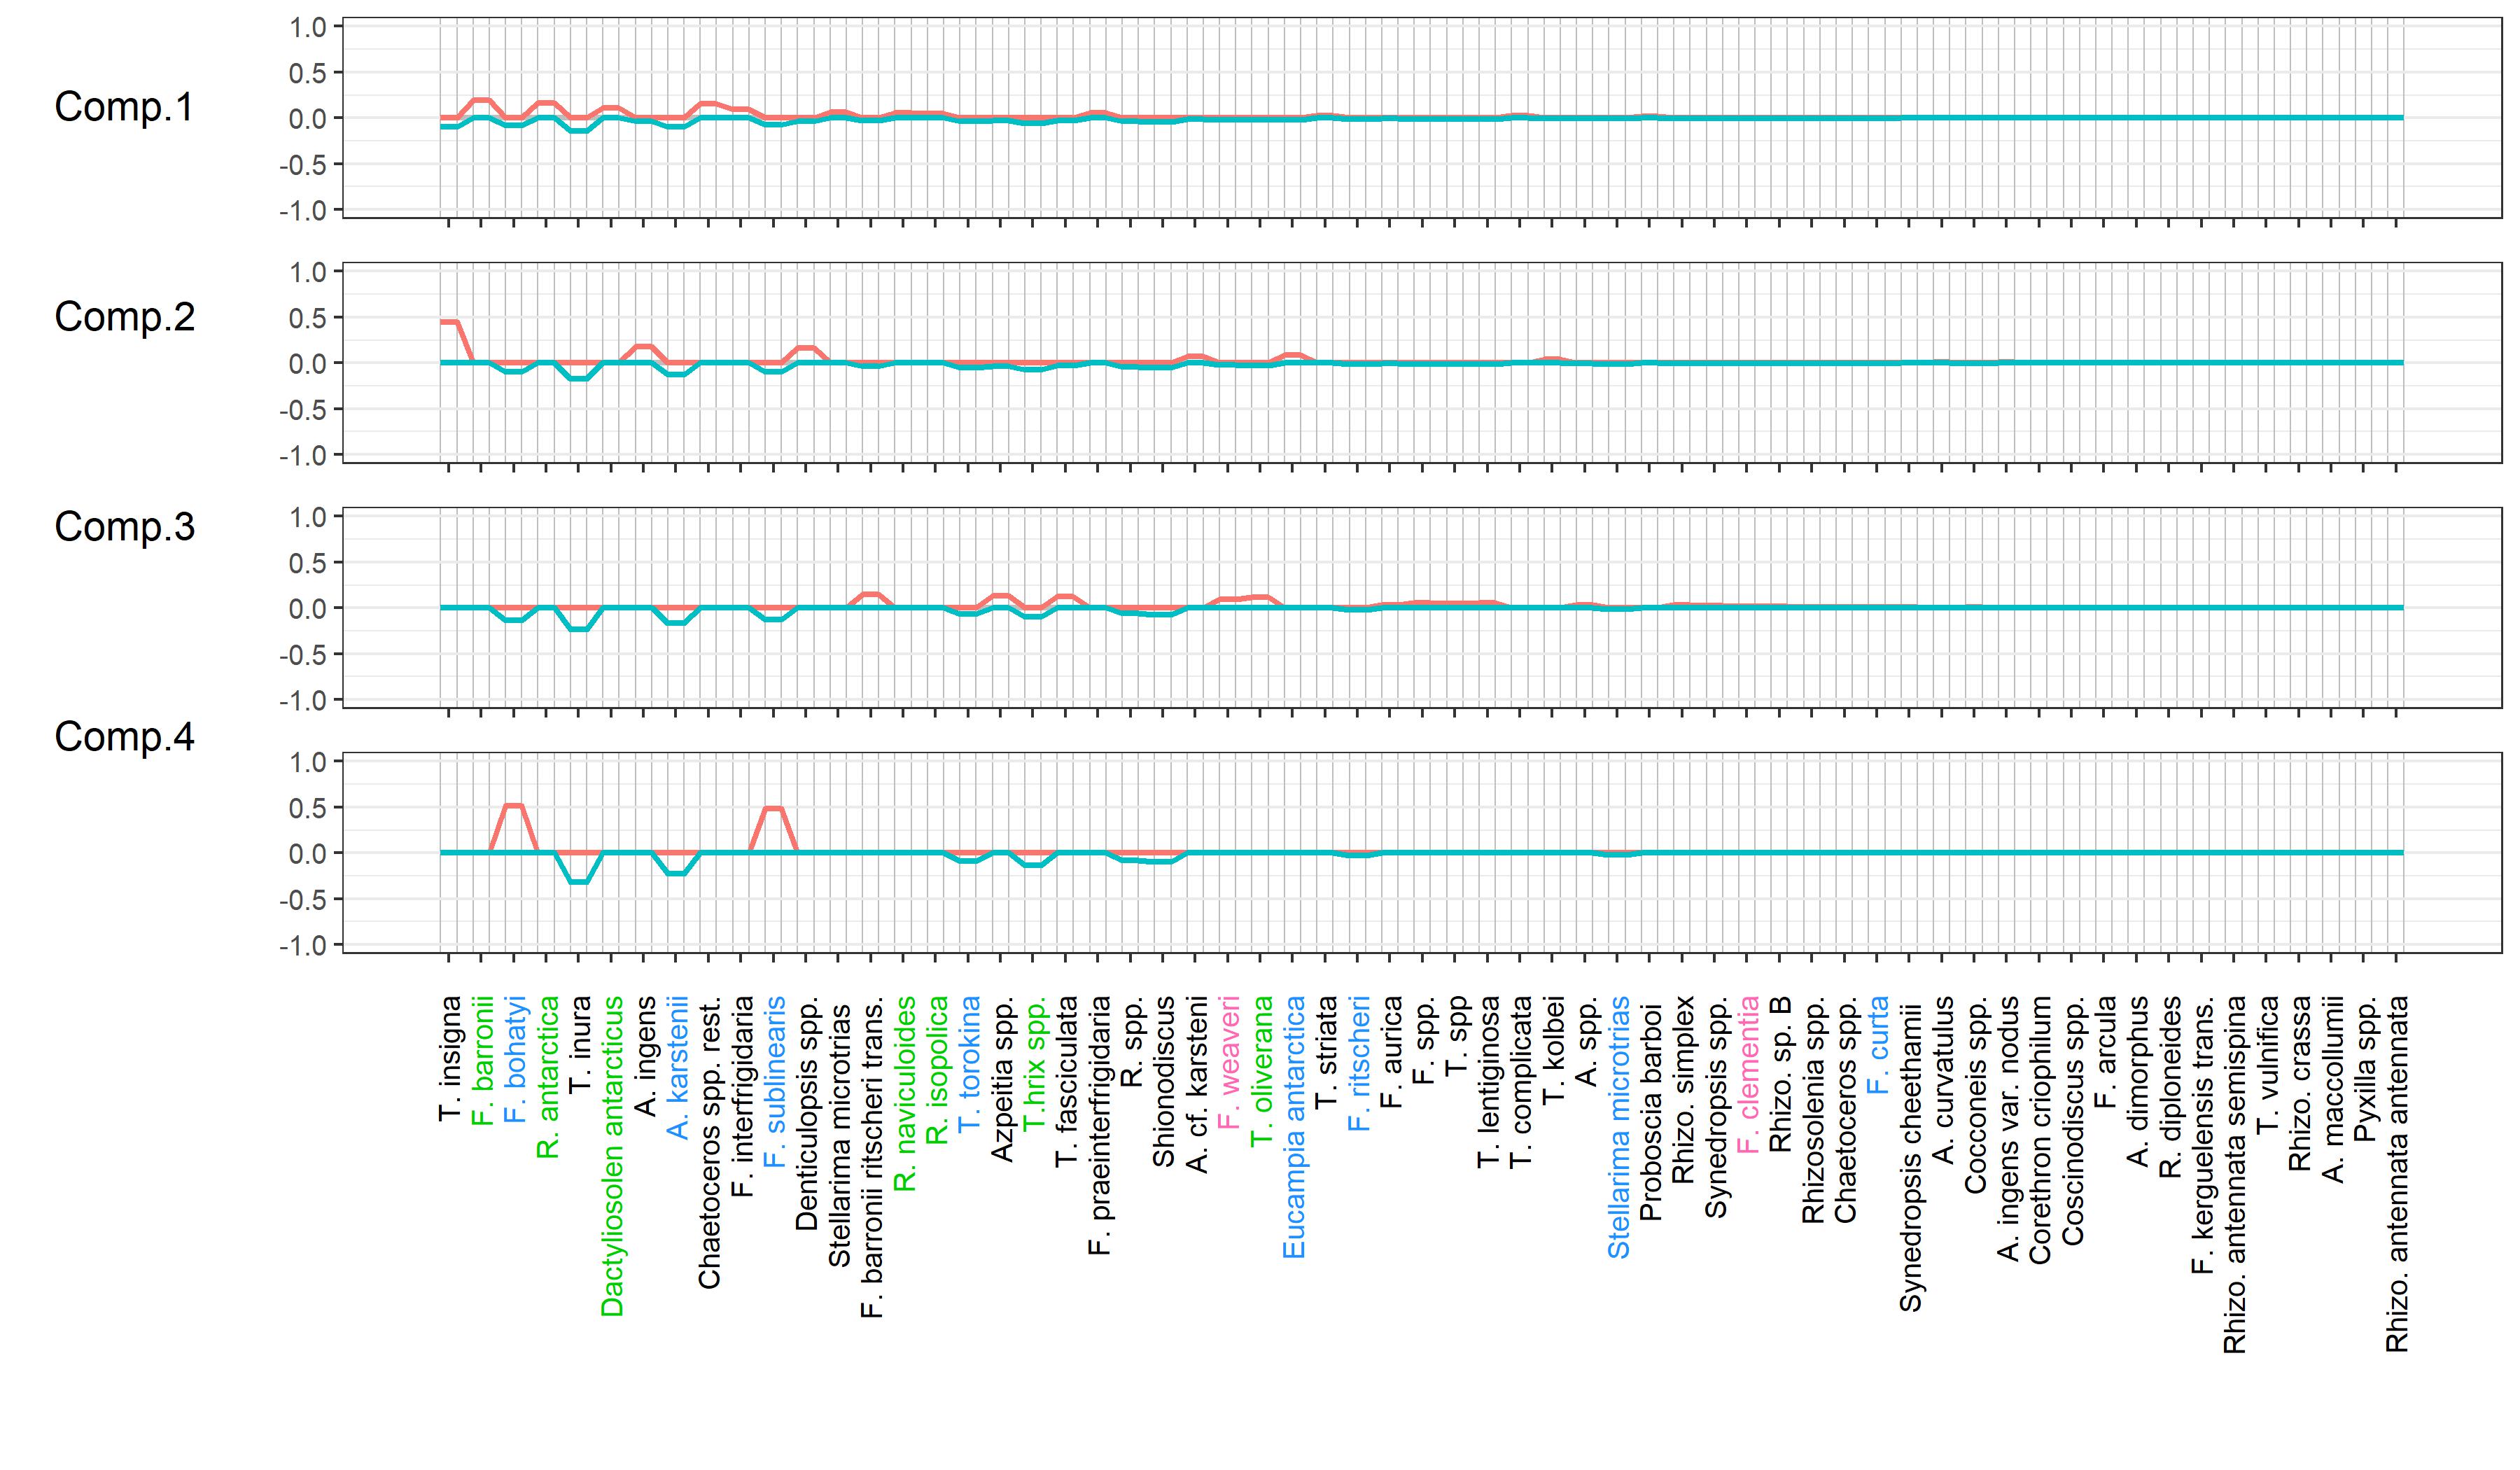 Comp.1
1.0
0.5
0.0
-0.5
-1.0
Comp.2
1.0
0.5
0.0
-0.5
-1.0
Comp.3
1.0
0.5
0.0
-0.5
-1.0
Comp.4
1.0
0.5
0.0
-0.5
-1.0
T. insigna
F. barronii
F. bohatyi
R. antarctica
T. inura
Dactyliosolen antarcticus
A. ingens
A. karstenii
Chaetoceros spp. rest.
F. interfrigidaria
F. sublinearis
Denticulopsis spp.
Stellarima microtrias
F. barronii ritscheri trans.
R. naviculoides
R. isopolica
T. torokina
Azpeitia spp.
T.hrix spp.
T. fasciculata
F. praeinterfrigidaria
R. spp.
Shionodiscus
A. cf. karsteni
F. weaveri
T. oliverana
Eucampia antarctica
T. striata
F. ritscheri
F. aurica
F. spp.
T. spp
T. lentiginosa
T. complicata
T. kolbei
A. spp.
Stellarima microtrias
Proboscia barboi
Rhizo. simplex
Synedropsis spp.
F. clementia
Rhizo. sp. B
Rhizosolenia spp.
Chaetoceros spp.
F. curta
Synedropsis cheethamii
A. curvatulus
Cocconeis spp.
A. ingens var. nodus
Corethron criophilum
Coscinodiscus spp.
F. arcula
A. dimorphus
R. diploneides
F. kerguelensis trans.
Rhizo. antennata semispina
T. vulnifica
Rhizo. crassa
A. maccollumii
Pyxilla spp.
Rhizo. antennata